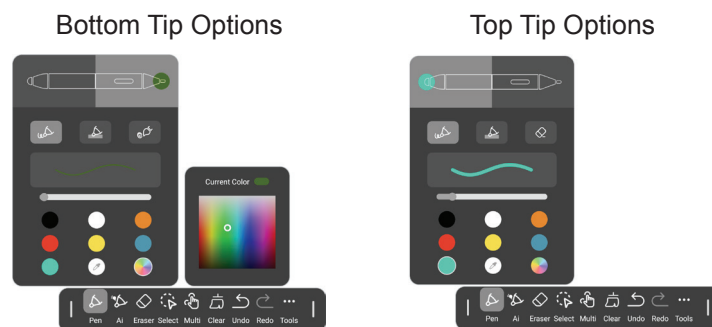 Bottom Tip Options
Top Tip Options
Current Color
Pen Ai Eraser Select Multi Clear Undo Redo Tools
Pen Ai Eraser Select Multi Clear Undo Redo Tools